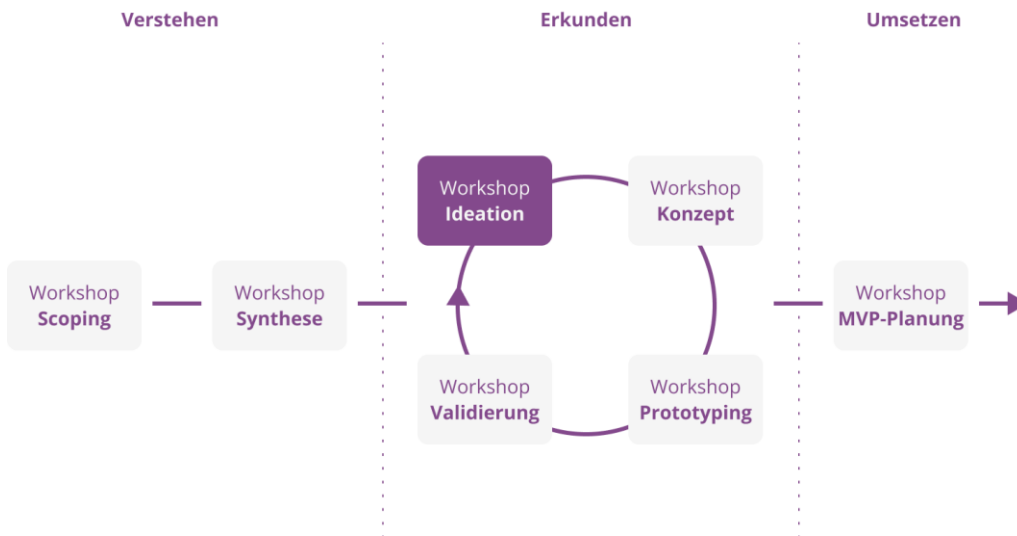 Verstehen
Erkunden
Umsetzen
Workshop
Ideation
Workshop
Konzept
Workshop
Scoping
Workshop
Synthese
Workshop
MVP-Planung
Workshop
Validierung
Workshop
Prototyping